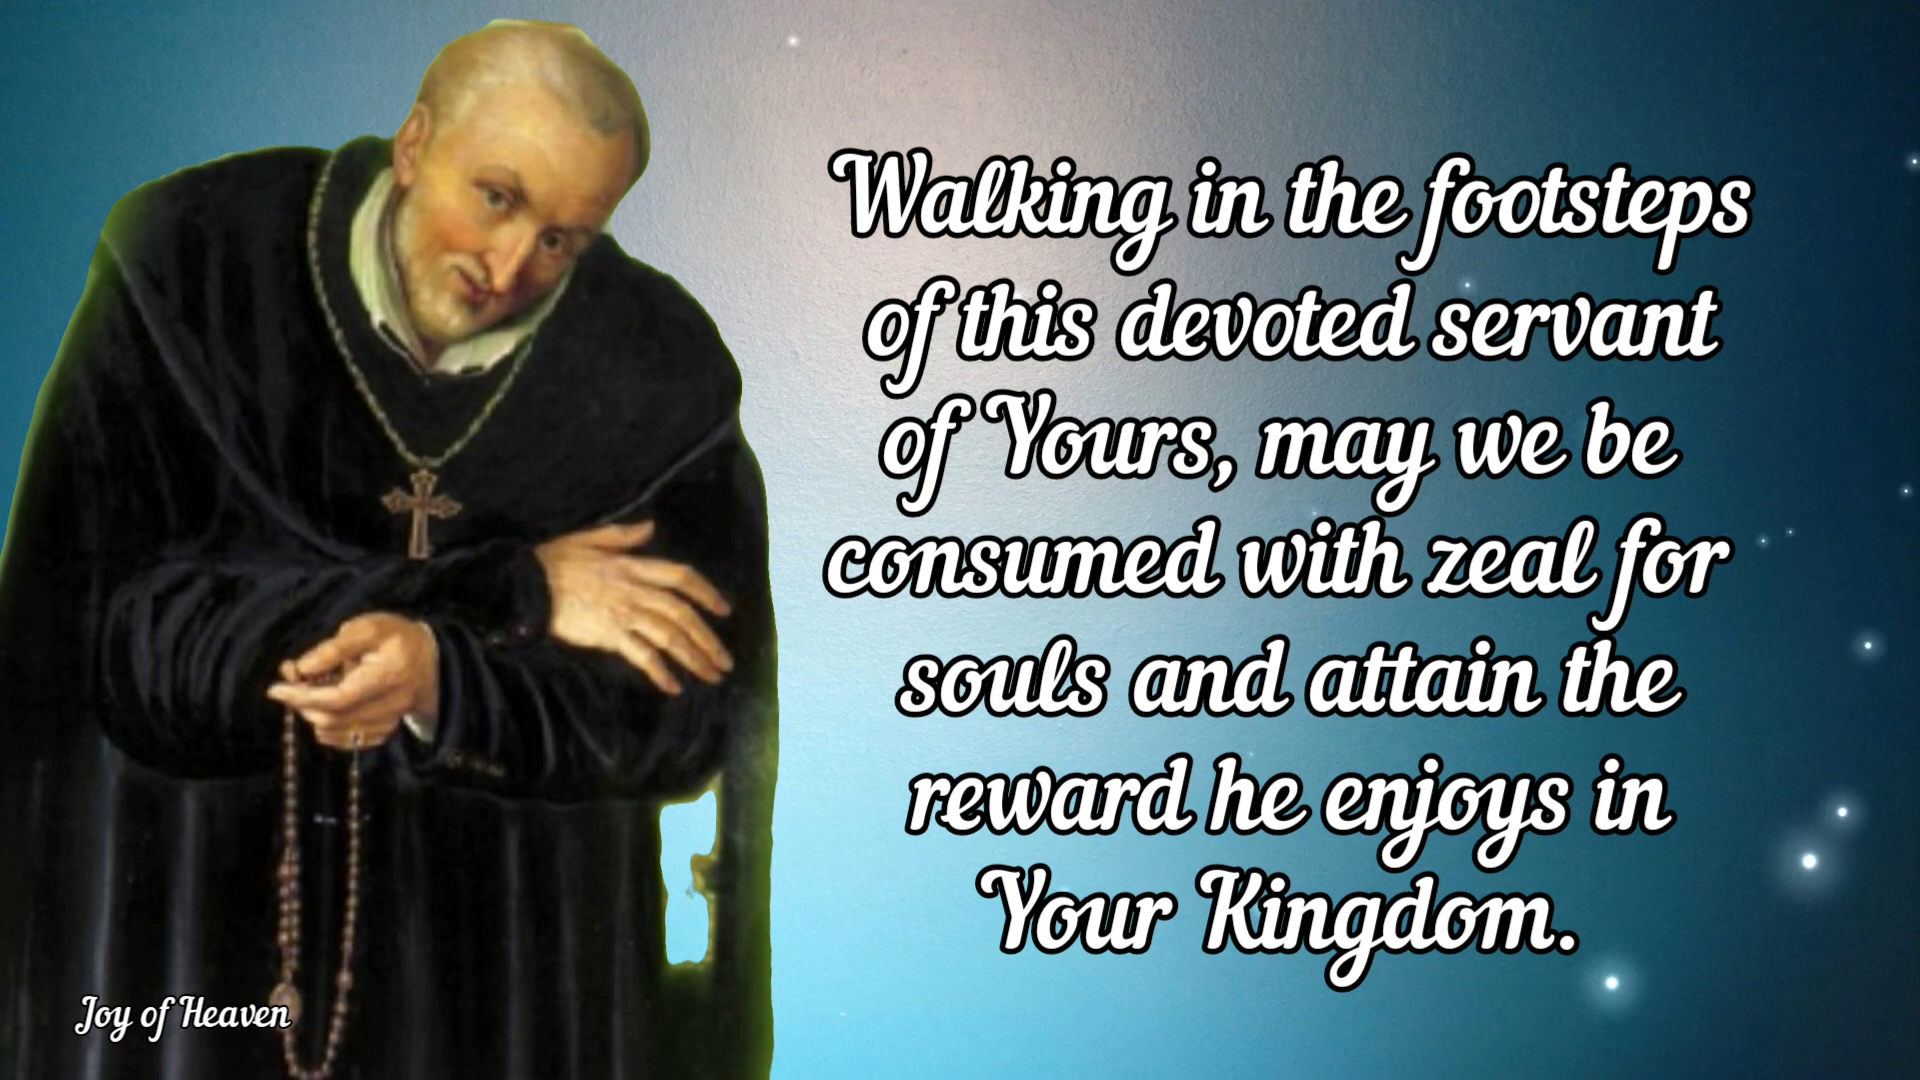 Walking in the footsteps
of this devoted servant
of Yours, may we be
consumed with zeal for
souls and attain the
reward he enjoys in
Your Kingdom.
Joy of Heaven